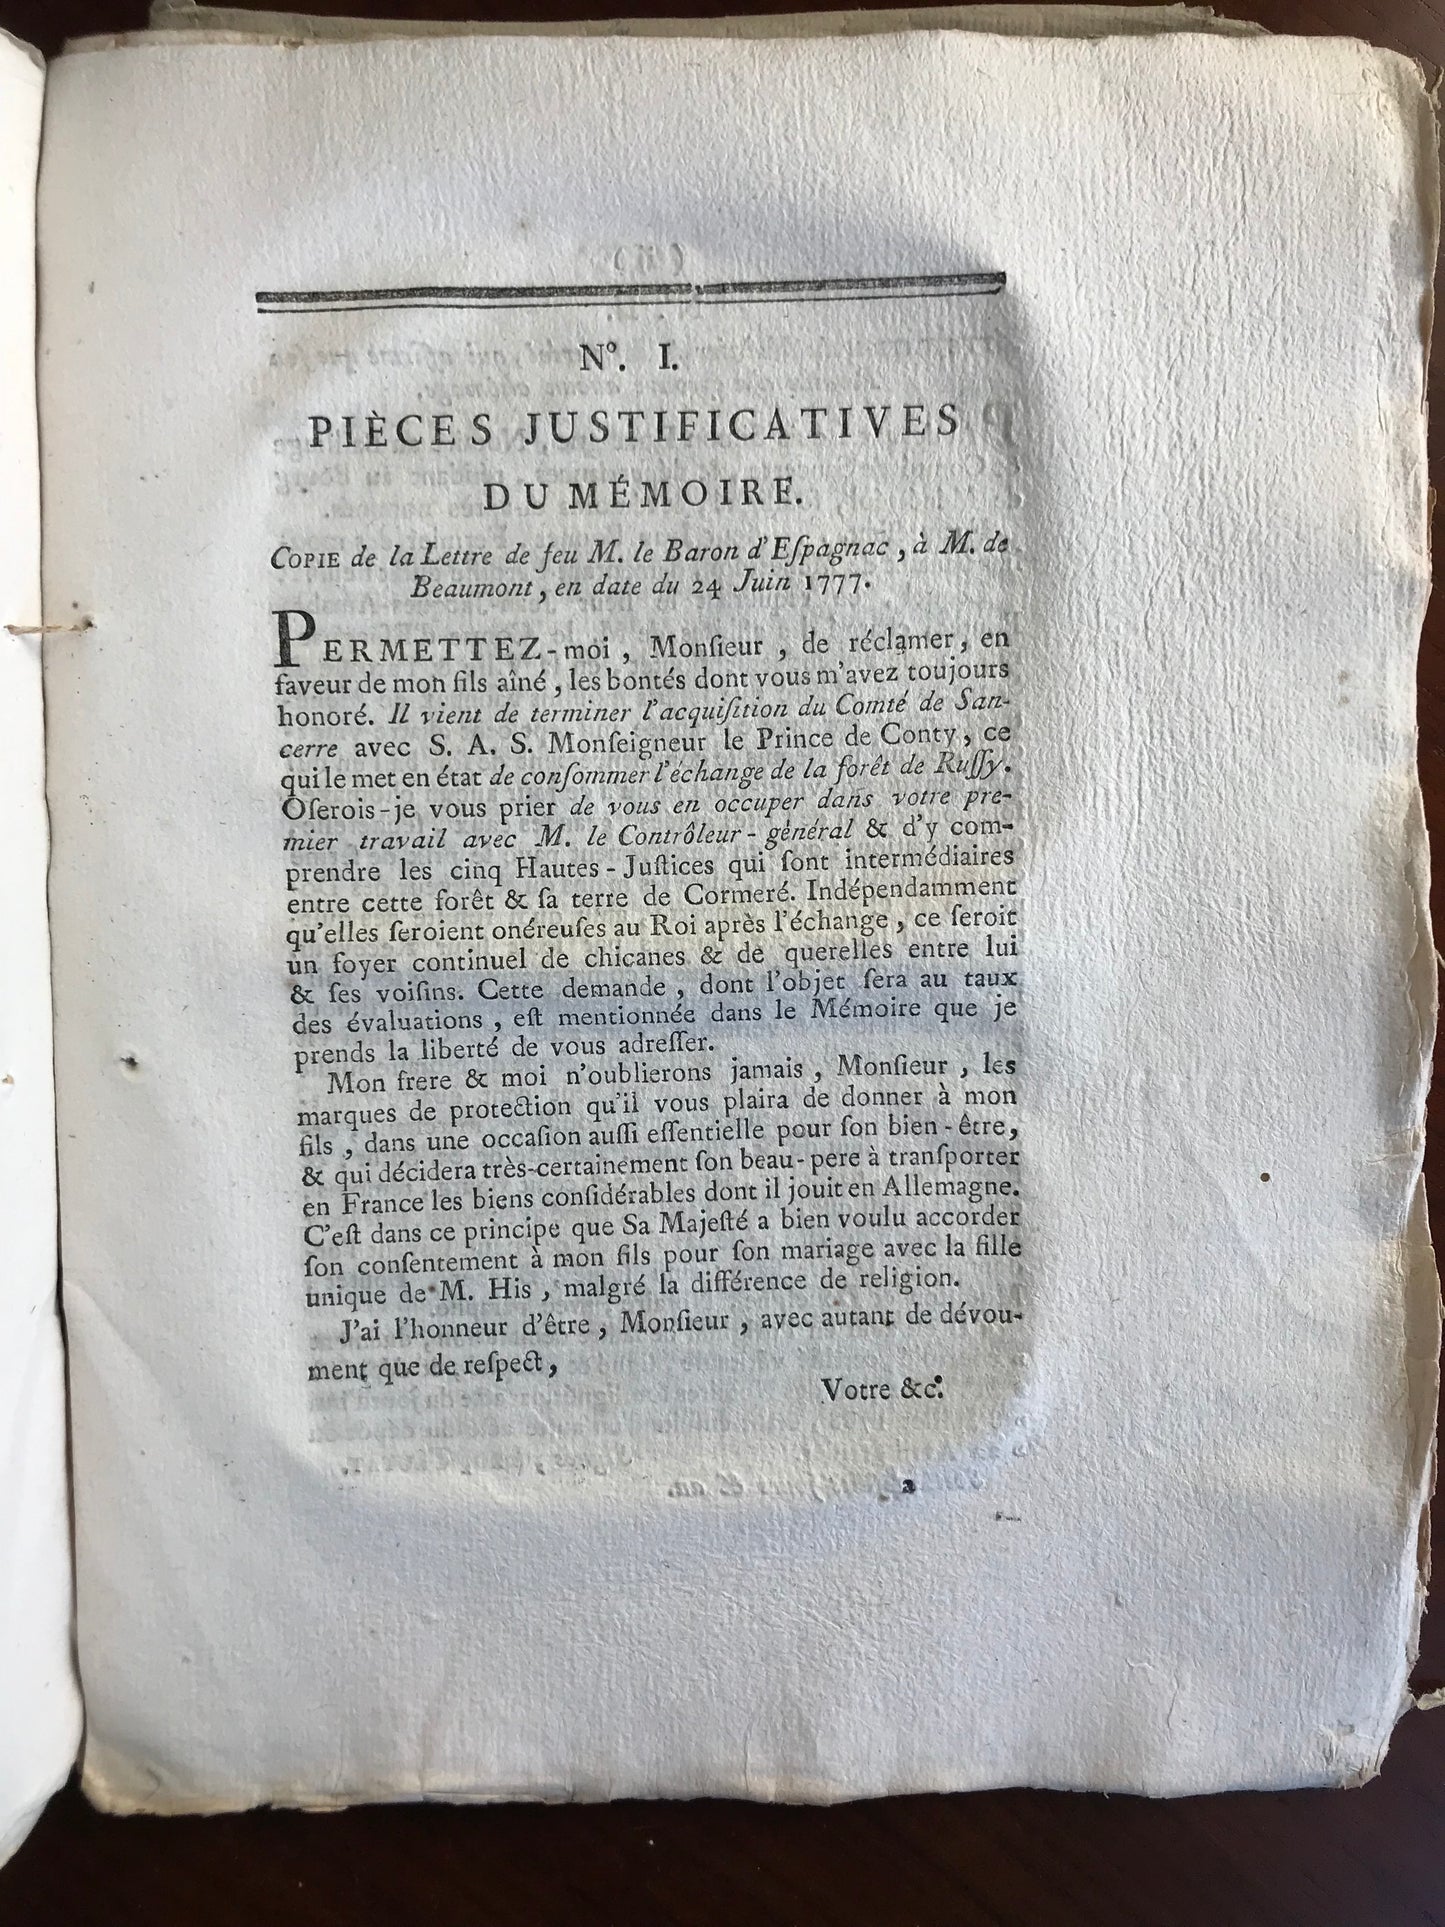 Nº. I.
PIÈCES JUSTIFICATIVES
DU MÉMOIRE.
COPIE de la Lettre de feu M. le Baron d'Eſpagnac, à M. de
Beaumont, en date du 24 Juin 1777.
PERMETTEZ-moi, Monſieur, de réclamer, en
faveur de mon fils aîné, les bontés dont vous m'avez toujours
honoré. Il vient de terminer l'acquiſition du Comté de San-
cerre avec S. A. S. Monſeigneur le Prince de Conty, ce
qui le met en état de conſommer l'échange de la forêt de Ruſſy.
Oſerois-je vous prier de vous en occuper dans votre pre-
mier travail avec M. le Contrôleur-général & d'y com-
prendre les cinq Hautes-Juſtices qui ſont intermédiaires
entre cette forêt & ſa terre de Cormeré. Indépendamment
qu'elles ſeroient onéreuſes au Roi après l'échange, ce ſeroit
un foyer continuel de chicanes & de querelles entre lui
& ſes voiſins. Cette demande, dont l'objet ſera au taux
des évaluations, eſt mentionnée dans le Mémoire que je
prends la liberté de vous adreſſer.
Mon frere & moi n'oublierons jamais, Monſieur, les
marques de protection qu'il vous plaira de donner à mon
fils, dans une occaſion auſſi eſſentielle pour ſon bien-être,
& qui décidera très-certainement ſon beau-pere à tranſporter
en France les biens conſidérables dont il jouit en Allemagne.
C'eſt dans ce principe que Sa Majeſté a bien voulu accorder
ſon conſentement à mon fils pour ſon mariage avec la fille
unique de M. His, malgré la différence de religion.
J'ai l'honneur d'être, Monſieur, avec autant de dévou-
ment que de reſpect,
Votre &c.
a